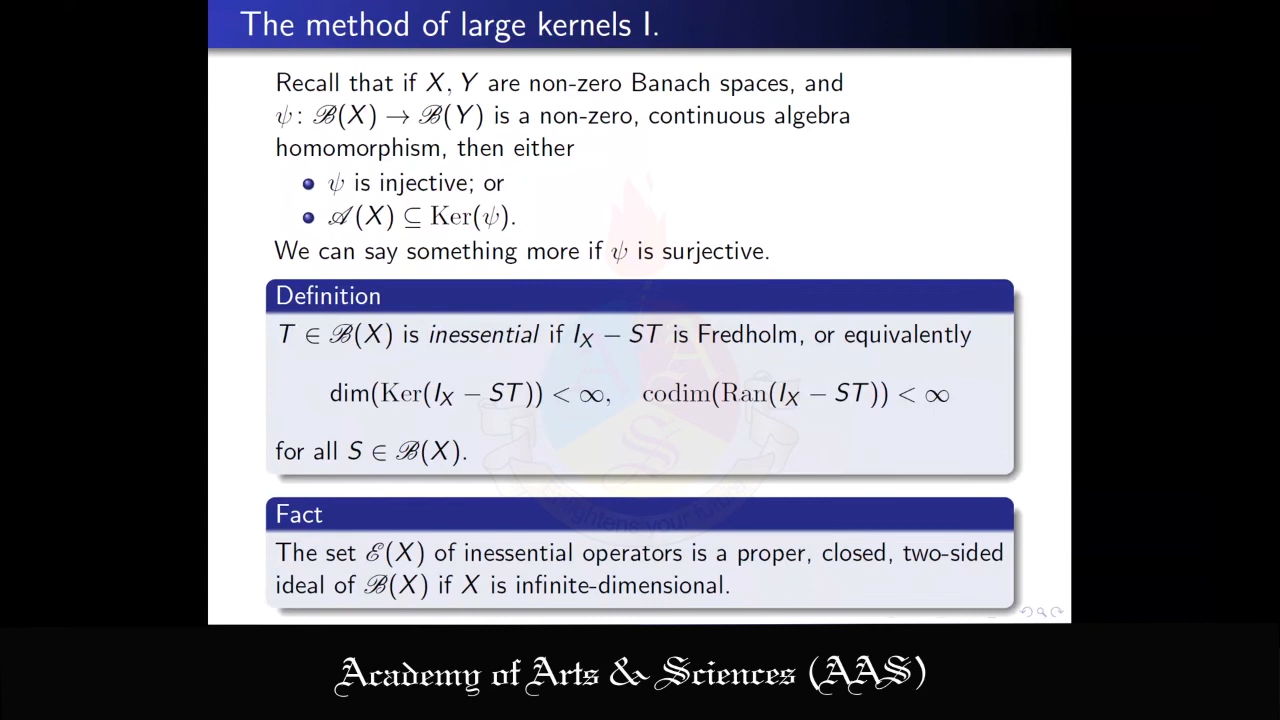 The method of large kernels I.
Recall that if X, Y are non-zero Banach spaces, and
ψ: ℬ(X) → ℬ(Y) is a non-zero, continuous algebra
homomorphism, then either
ψ is injective; or
𝒜(X) ⊆ Ker(ψ).
We can say something more if ψ is surjective.
Definition
T ∈ ℬ(X) is inessential if I_X − ST is Fredholm, or equivalently
dim(Ker(I_X − ST)) < ∞, codim(Ran(I_X − ST)) < ∞
for all S ∈ ℬ(X).
Enlightens your future
Fact
The set ℰ(X) of inessential operators is a proper, closed, two-sided
ideal of ℬ(X) if X is infinite-dimensional.
Academy of Arts & Sciences (AAS)